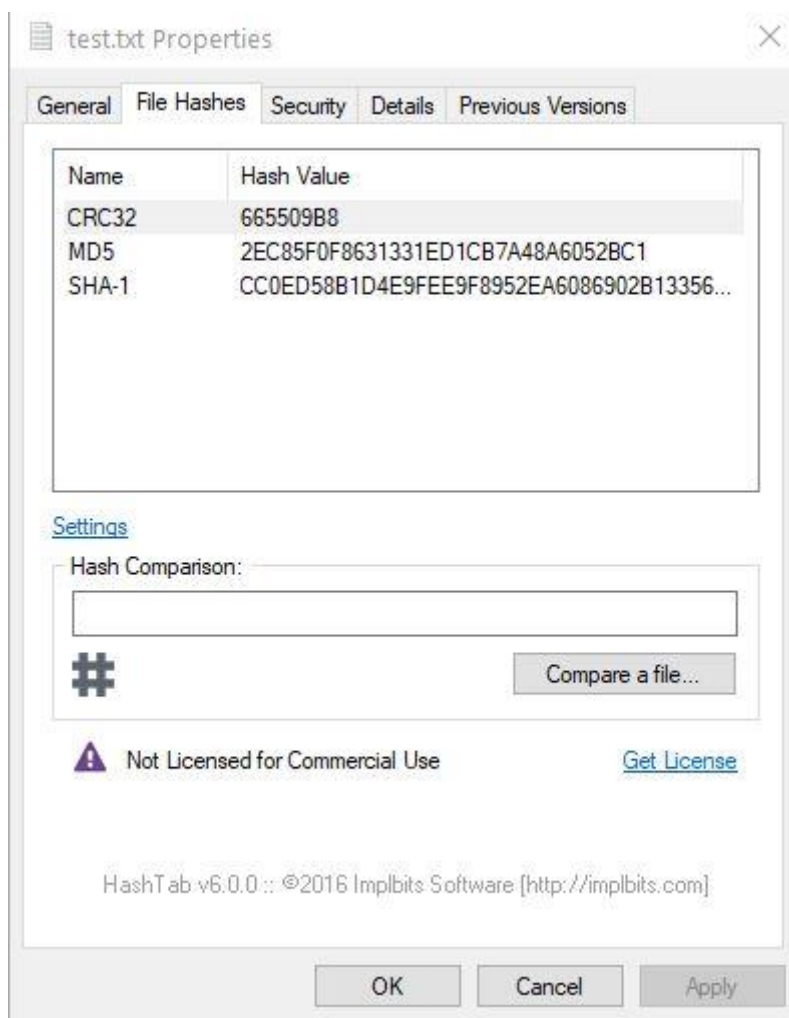 test.txt Properties
General File Hashes Security Details Previous Versions
Name Hash Value
CRC32 665509B8
MD5 2EC85F0F8631331ED1CB7A48A6052BC1
SHA-1 CC0ED58B1D4E9FEE9F8952EA6086902B13356...
Settings
Hash Comparison:
Compare a file...
Not Licensed for Commercial Use Get License
HashTab v6.0.0 :: ©2016 Implbits Software [http://implbits.com]
OK Cancel Apply